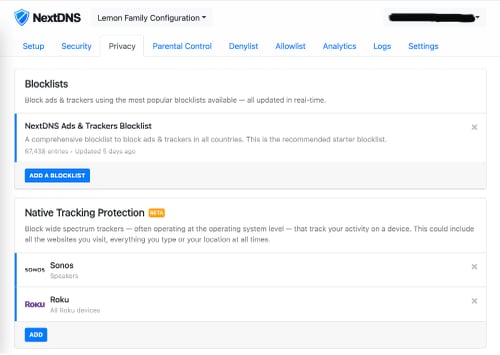 NextDNS Lemon Family Configuration
Setup Security Privacy Parental Control Denylist Allowlist Analytics Logs Settings
Blocklists
Block ads & trackers using the most popular blocklists available — all updated in real-time.
NextDNS Ads & Trackers Blocklist
A comprehensive blocklist to block ads & trackers in all countries. This is the recommended starter blocklist.
67,438 entries • Updated 5 days ago
ADD A BLOCKLIST
Native Tracking Protection BETA
Block wide spectrum trackers — often operating at the operating system level — that track your activity on a device. This could include
all the websites you visit, everything you type or your location at all times.
SONOS Sonos
Speakers
ROKU Roku
All Roku devices
ADD